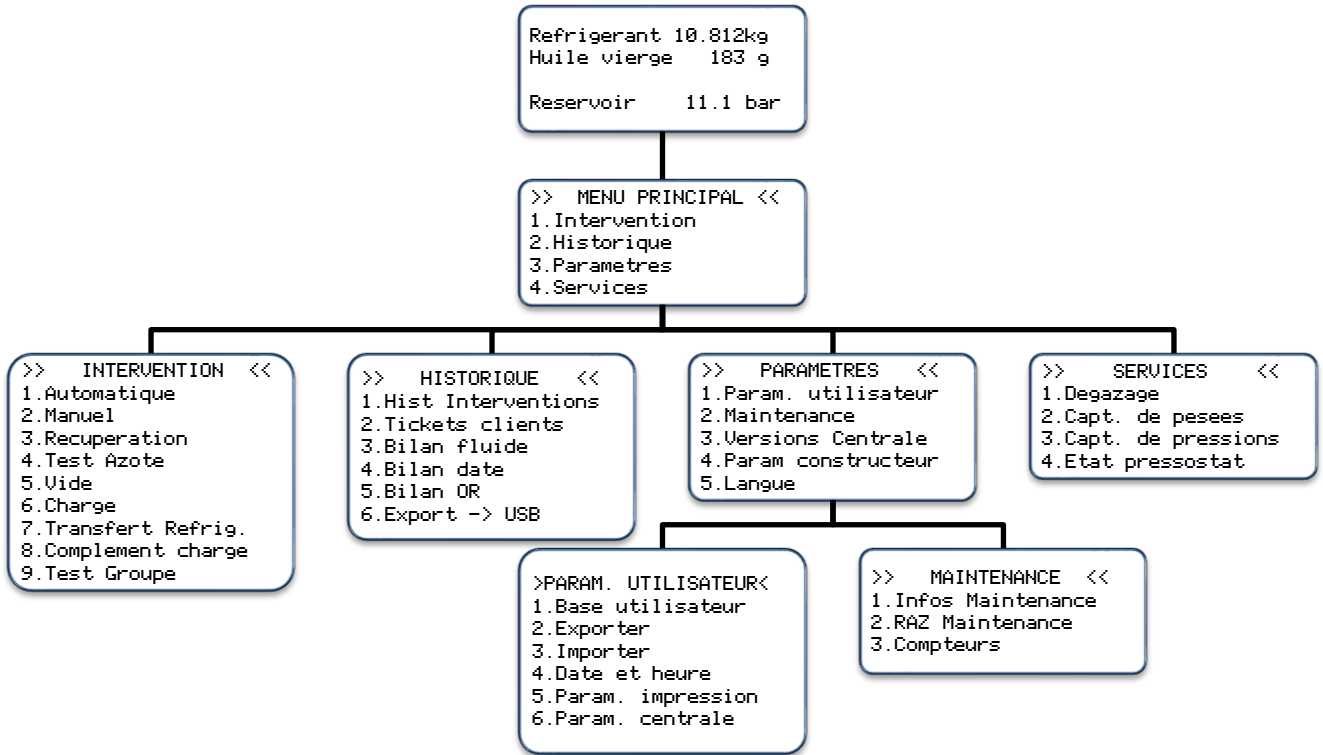 Refrigerant 10.812kg
Huile vierge 183 g
Reservoir 11.1 bar
>> MENU PRINCIPAL <<
1.Intervention
2.Historique
3.Parametres
4.Services
>> INTERVENTION <<
1.Automatique
2.Manuel
3.Recuperation
4.Test Azote
5.Vide
6.Charge
7.Transfert Refrig.
8.Complement charge
9.Test Groupe
>> HISTORIQUE <<
1.Hist Interventions
2.Tickets clients
3.Bilan fluide
4.Bilan date
5.Bilan OR
6.Export -> USB
>> PARAMETRES <<
1.Param. utilisateur
2.Maintenance
3.Versions Centrale
4.Param constructeur
5.Langue
>> SERVICES <<
1.Degazage
2.Capt. de pesees
3.Capt. de pressions
4.Etat pressostat
>PARAM. UTILISATEUR<
1.Base utilisateur
2.Exporter
3.Importer
4.Date et heure
5.Param. impression
6.Param. centrale
>> MAINTENANCE <<
1.Infos Maintenance
2.RAZ Maintenance
3.Compteurs